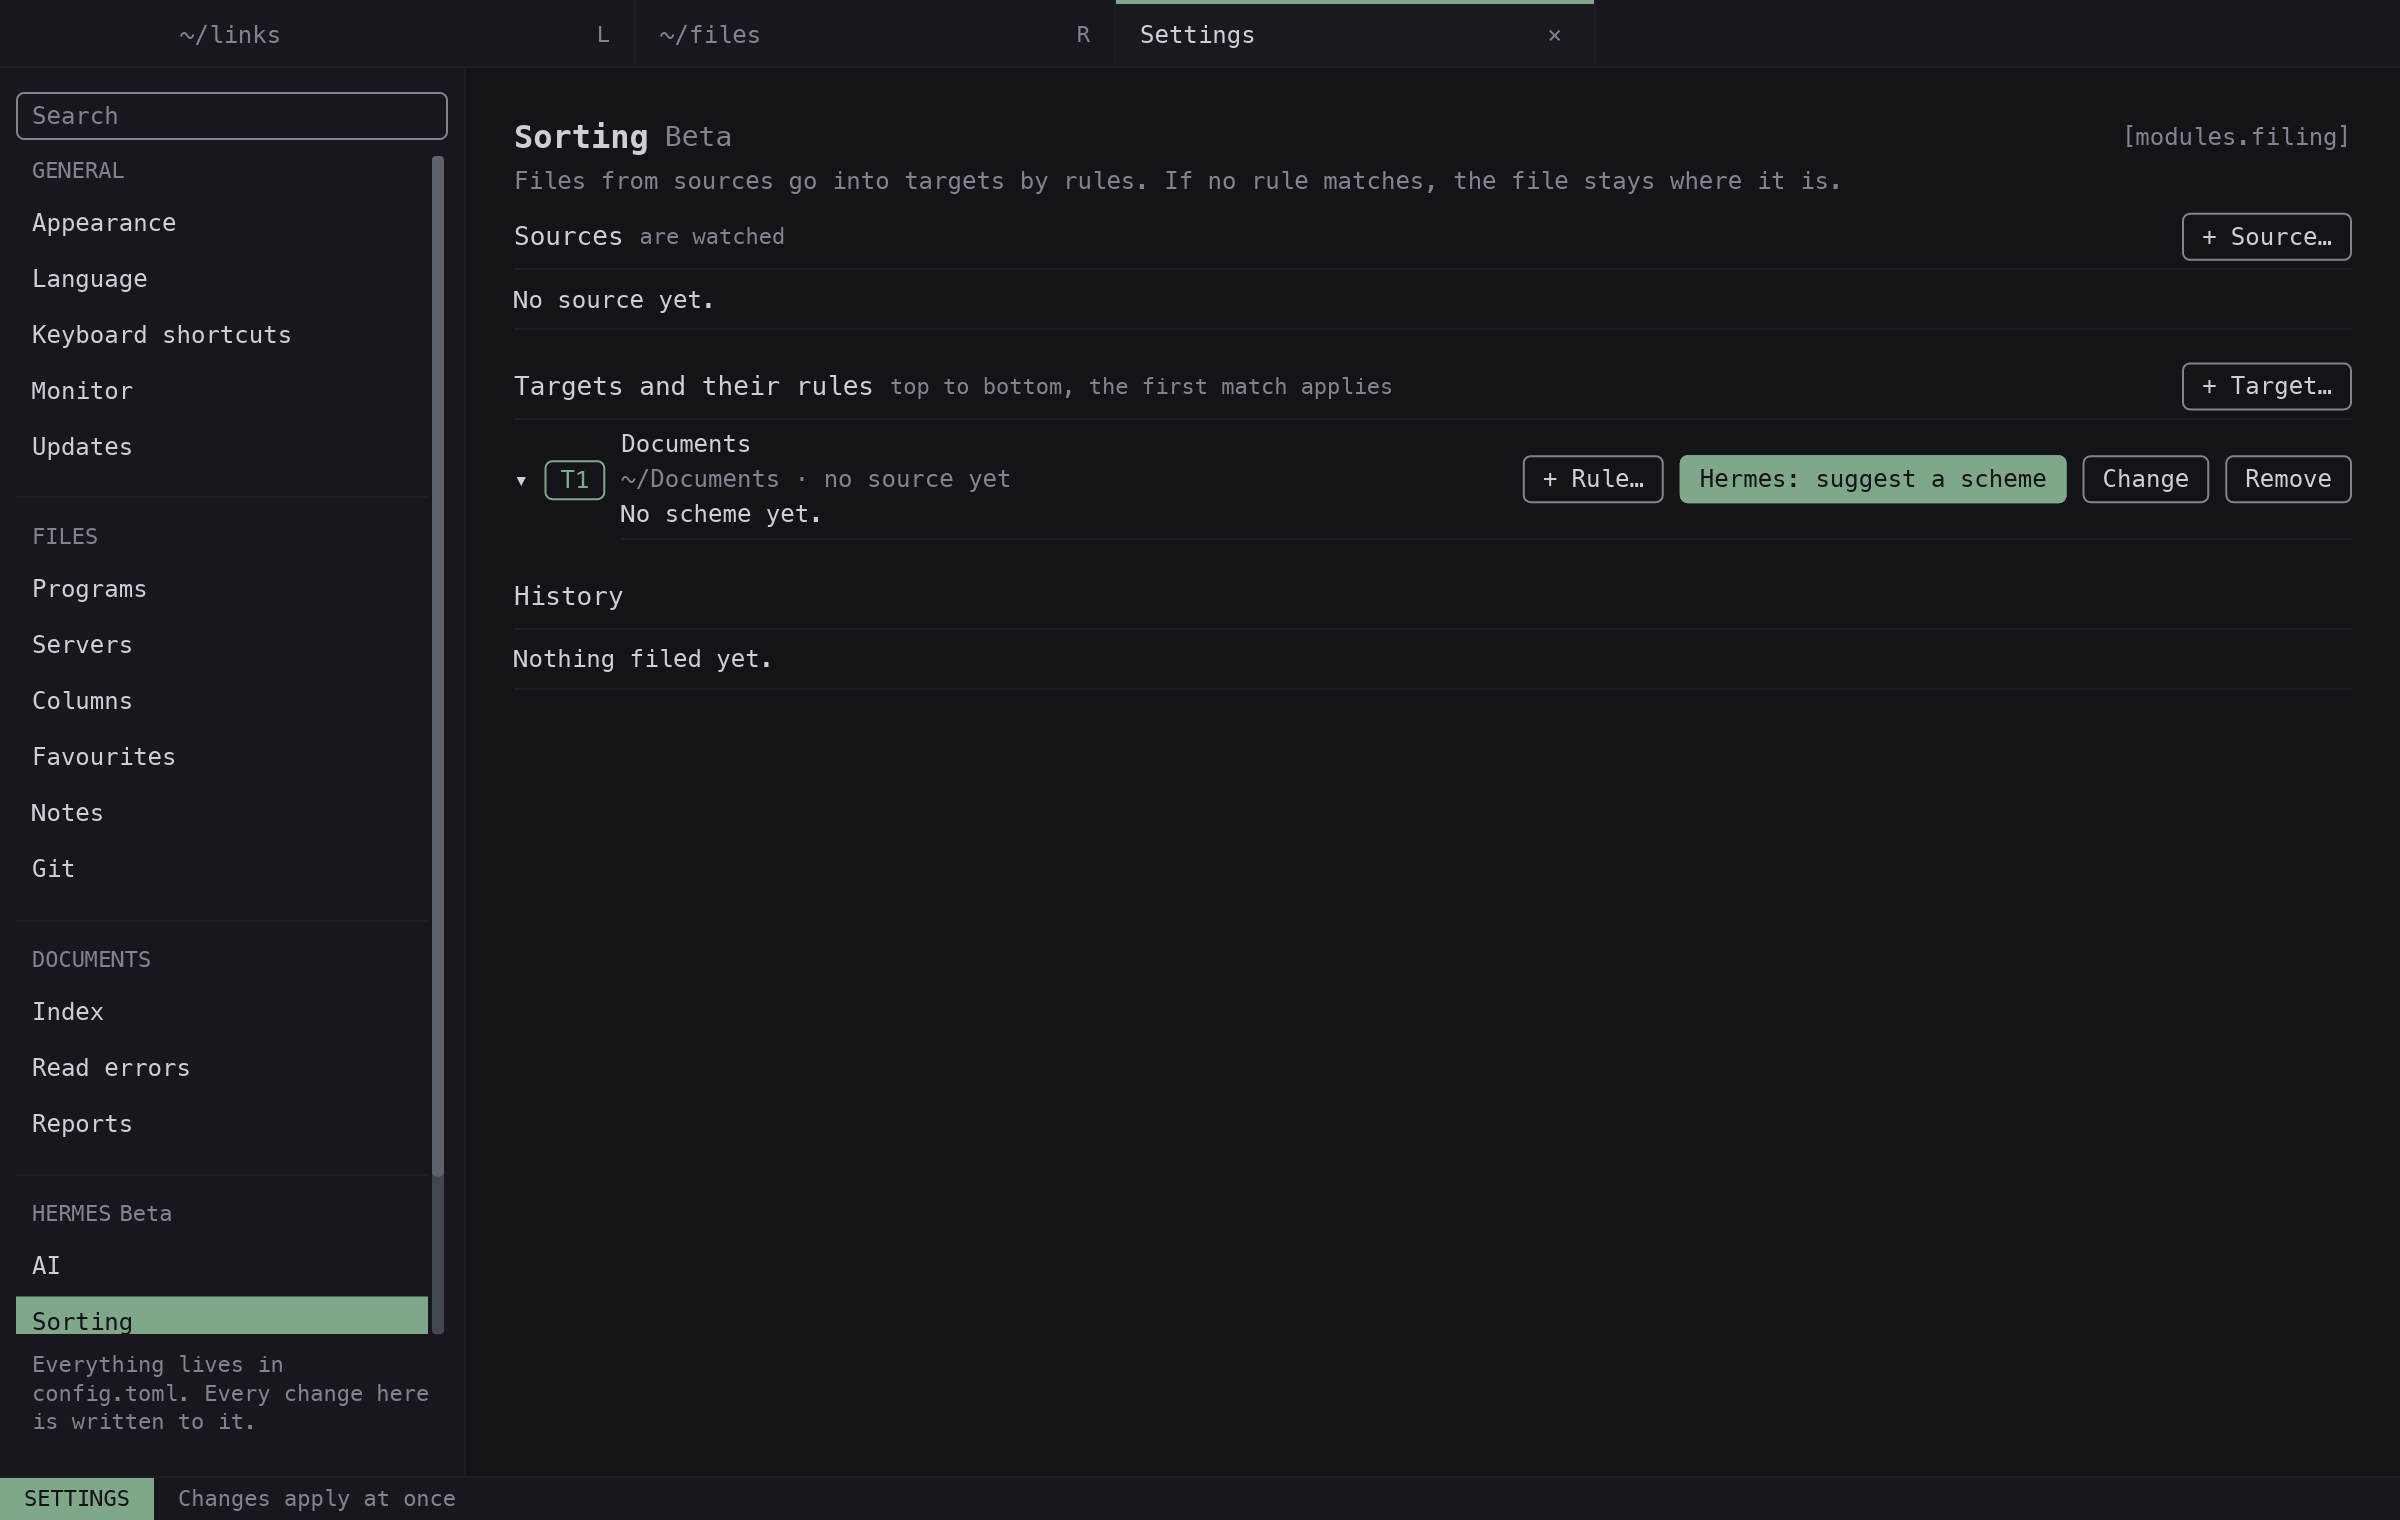 ~/links L ~/files R Settings ×
Search
GENERAL
Appearance
Language
Keyboard shortcuts
Monitor
Updates
FILES
Programs
Servers
Columns
Favourites
Notes
Git
DOCUMENTS
Index
Read errors
Reports
HERMES Beta
AI
Sorting
Everything lives in
config.toml. Every change here
is written to it.
Sorting Beta [modules.filing]
Files from sources go into targets by rules. If no rule matches, the file stays where it is.
Sources are watched + Source…
No source yet.
Targets and their rules top to bottom, the first match applies + Target…
Documents
▾ T1 ~/Documents · no source yet + Rule… Hermes: suggest a scheme Change Remove
No scheme yet.
History
Nothing filed yet.
SETTINGS Changes apply at once